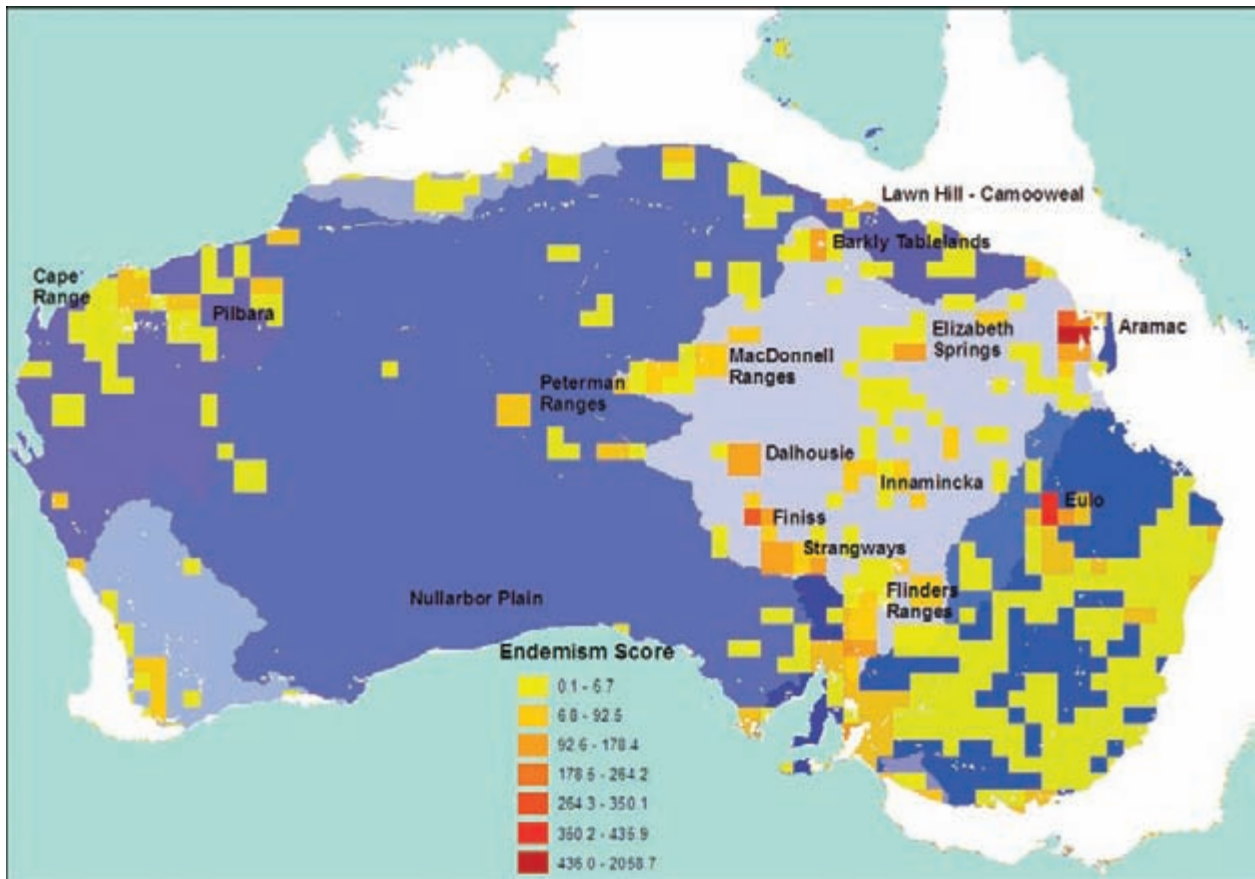 Lawn Hill - Camooweal
Barkly Tablelands
Cape
Range
Pilbara
Elizabeth
Springs
Aramac
MacDonnell
Ranges
Peterman
Ranges
Dalhousie
Innamincka
Eulo
Finiss
Strangways
Flinders
Ranges
Nullarbor Plain
Endemism Score
0.1 - 6.7
6.8 - 92.5
92.6 - 178.4
178.5 - 264.2
264.3 - 350.1
350.2 - 435.9
436.0 - 2058.7